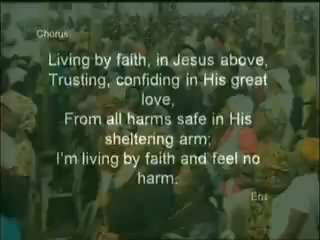 Chorus:
Living by faith, in Jesus above,
Trusting, confiding in His great
love,
From all harms safe in His
sheltering arm;
I'm living by faith and feel no
harm.
En1